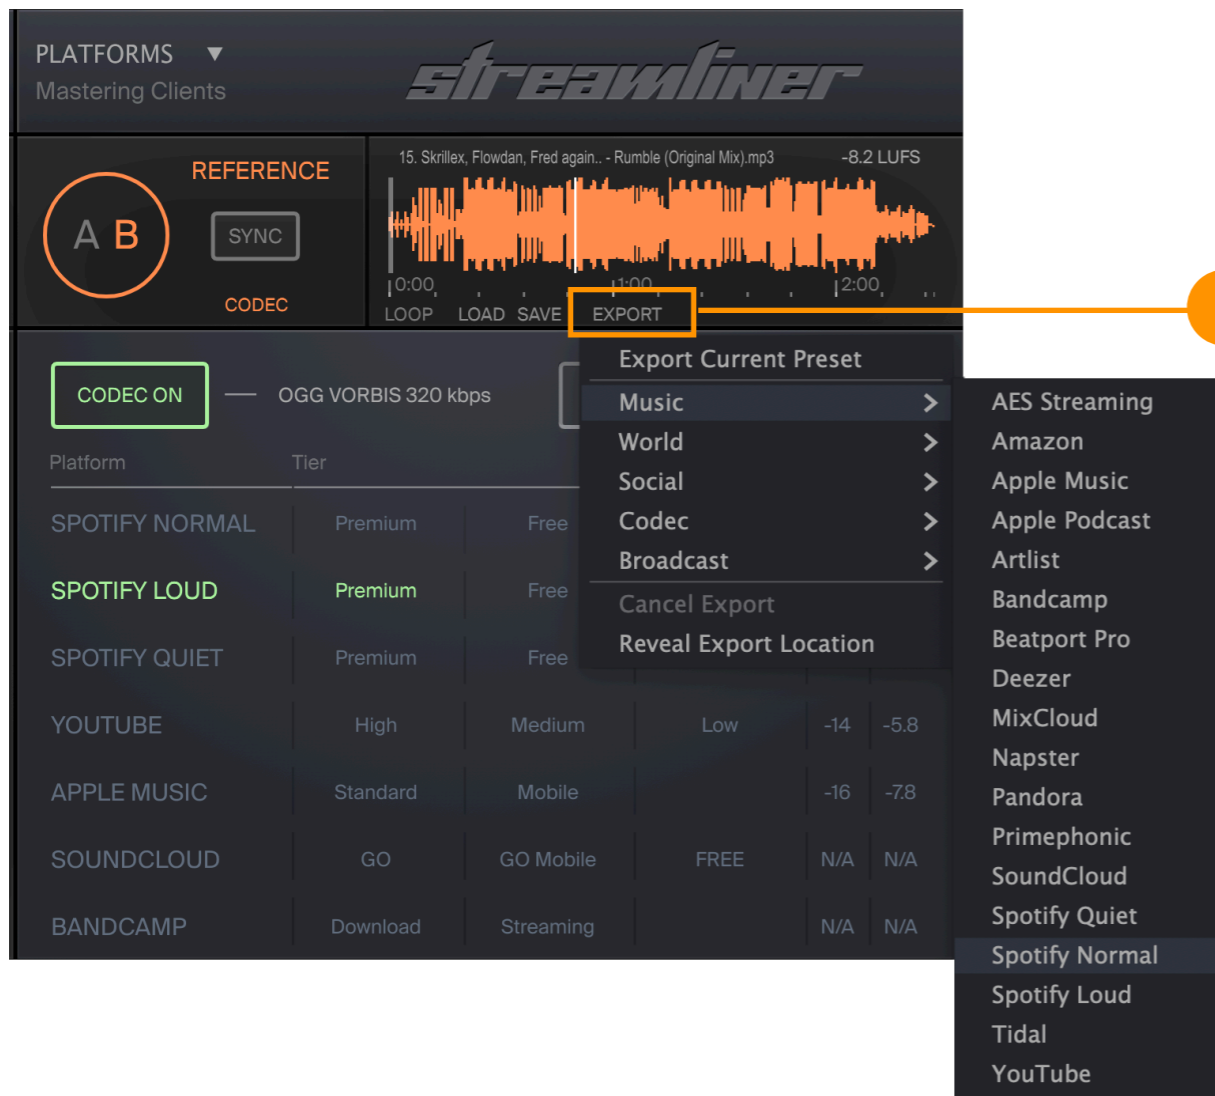 PLATFORMS ▼
Mastering Clients
streamliner
REFERENCE
A B
SYNC
CODEC
15. Skrillex, Flowdan, Fred again.. - Rumble (Original Mix).mp3 -8.2 LUFS
0:00 1:00 2:00
LOOP LOAD SAVE EXPORT
CODEC ON — OGG VORBIS 320 kbps
Platform Tier
SPOTIFY NORMAL Premium Free
SPOTIFY LOUD Premium Free
SPOTIFY QUIET Premium Free
YOUTUBE High Medium Low -14 -5.8
APPLE MUSIC Standard Mobile -16 -7.8
SOUNDCLOUD GO GO Mobile FREE N/A N/A
BANDCAMP Download Streaming N/A N/A
Export Current Preset
Music
World
Social
Codec
Broadcast
Cancel Export
Reveal Export Location
AES Streaming
Amazon
Apple Music
Apple Podcast
Artlist
Bandcamp
Beatport Pro
Deezer
MixCloud
Napster
Pandora
Primephonic
SoundCloud
Spotify Quiet
Spotify Normal
Spotify Loud
Tidal
YouTube